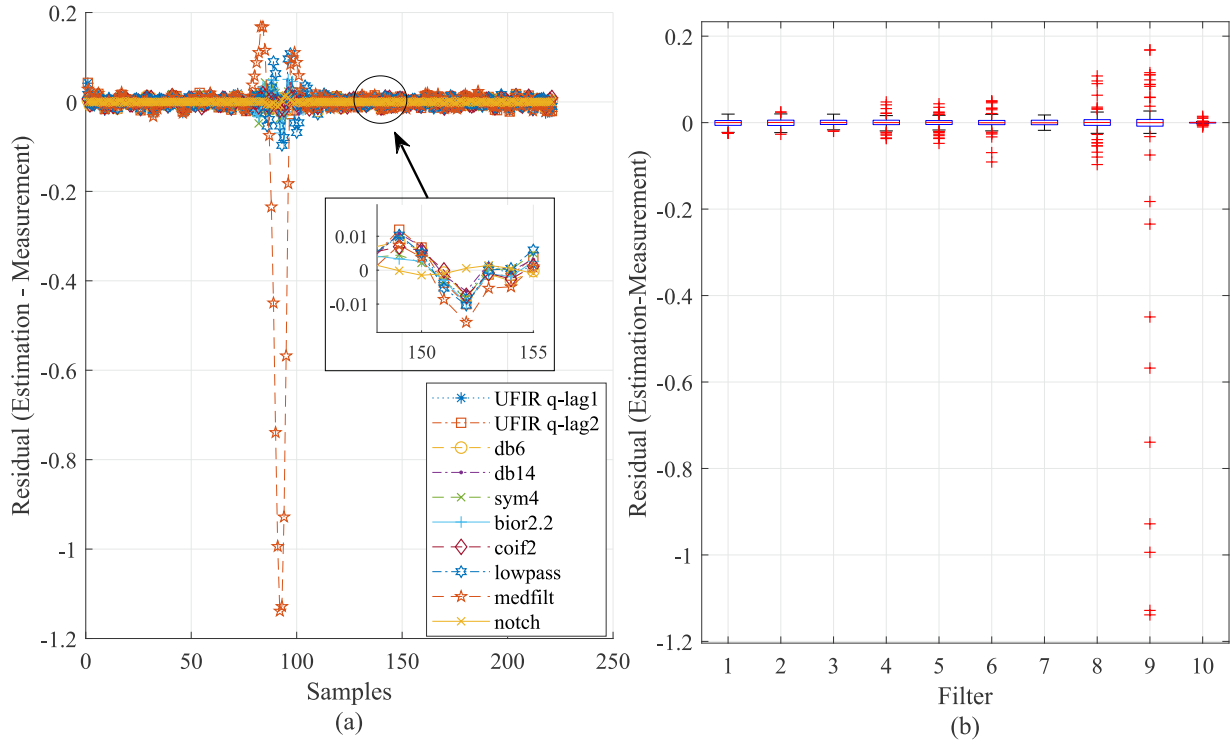 Residual (Estimation - Measurement)
0.2
0
-0.2
-0.4
-0.6
-0.8
-1
-1.2
0
50
100
150
200
250
Samples
(a)
0.01
0
-0.01
150
155
UFIR q-lag1
UFIR q-lag2
db6
db14
sym4
bior2.2
coif2
lowpass
medfilt
notch
Residual (Estimation-Measurement)
0.2
0
-0.2
-0.4
-0.6
-0.8
-1
-1.2
1
2
3
4
5
6
7
8
9
10
Filter
(b)